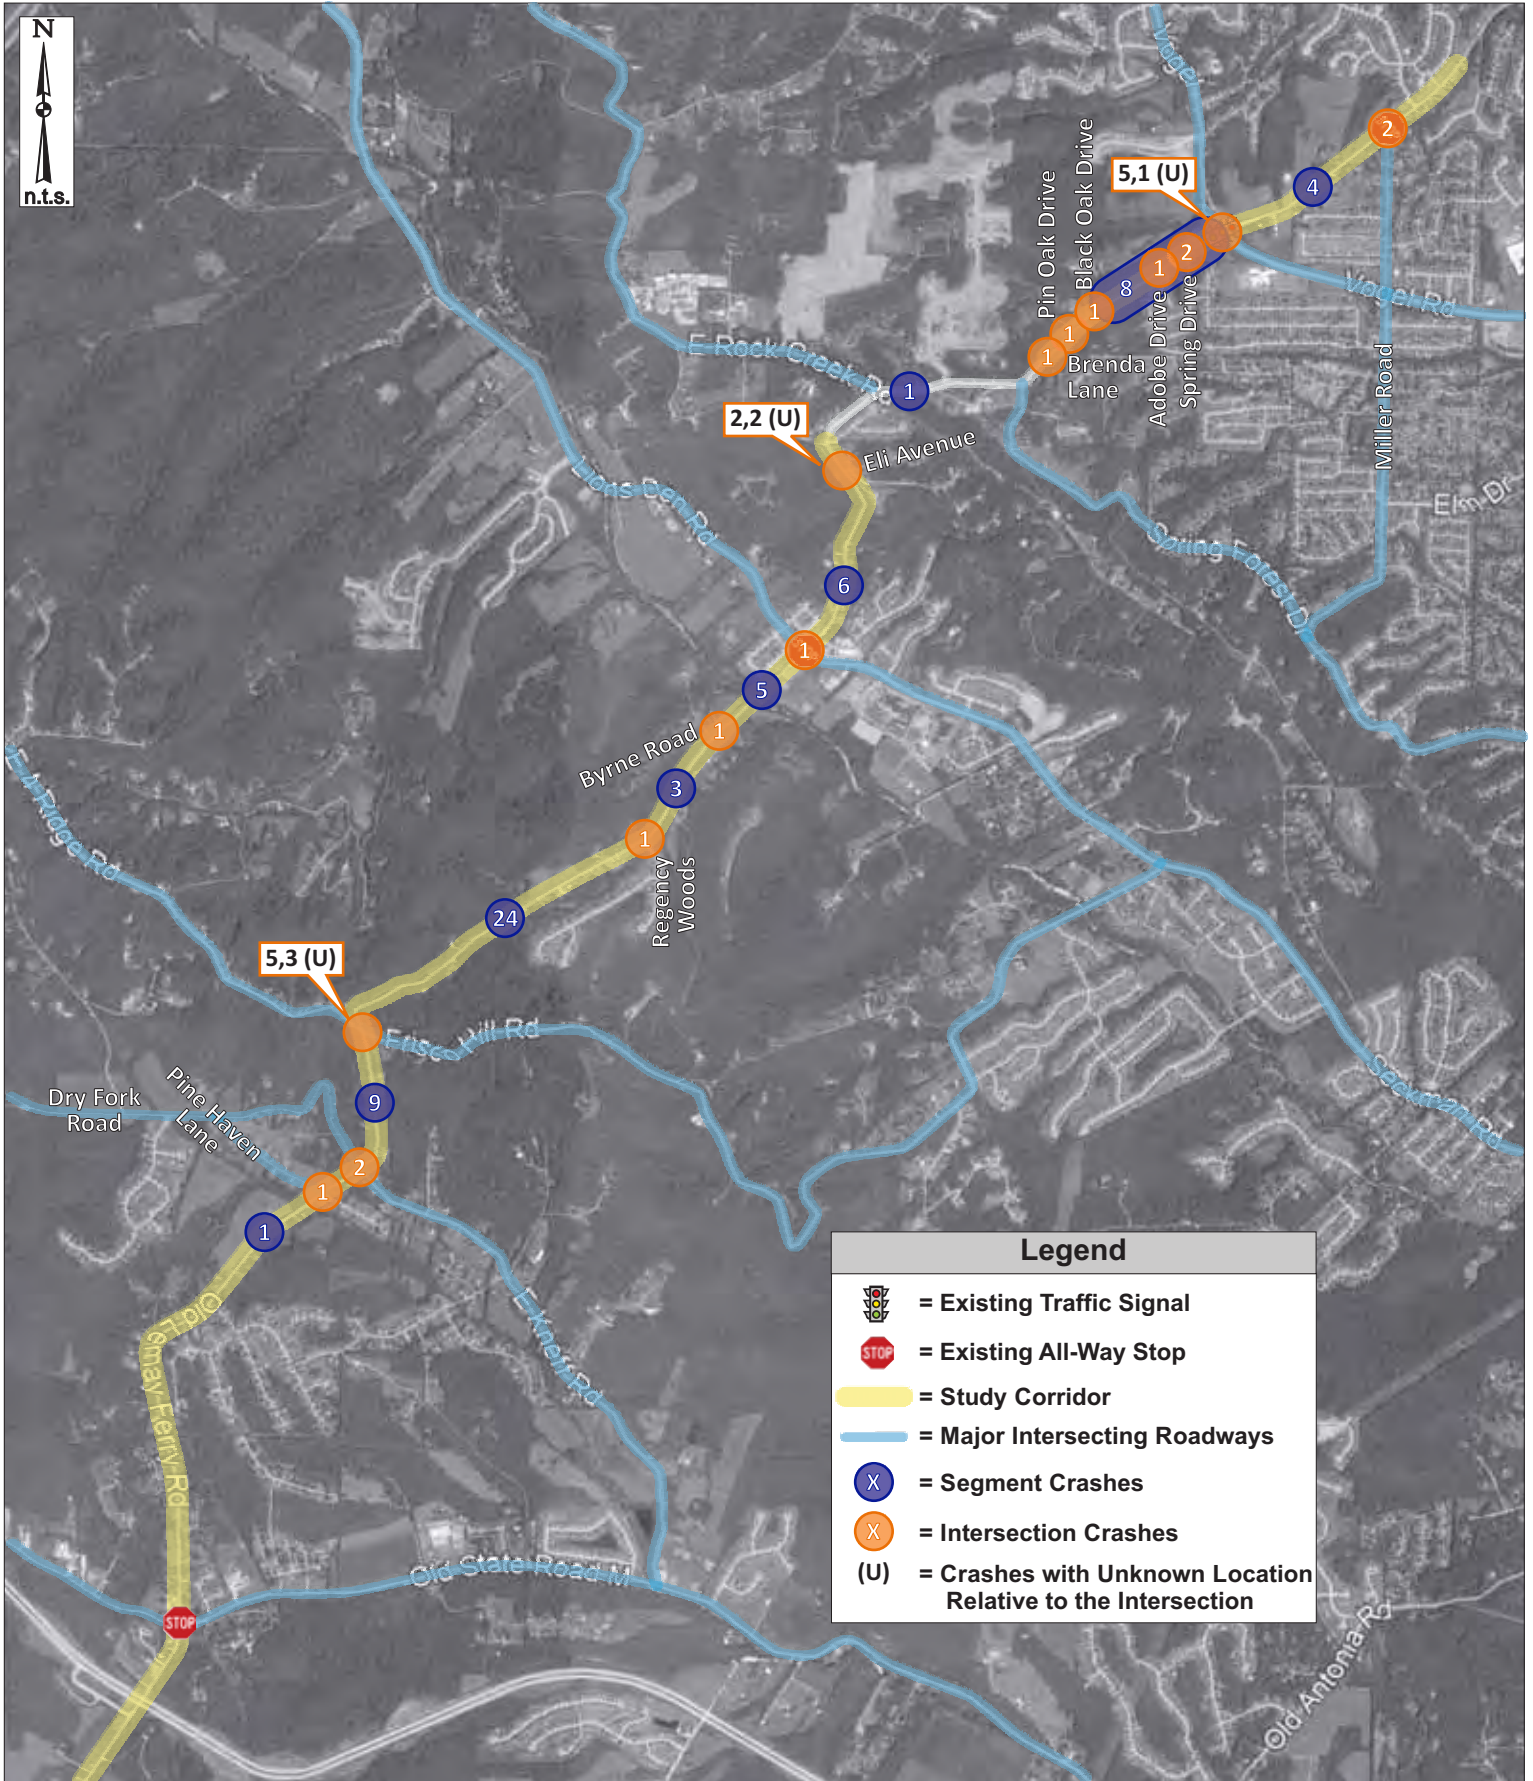 N
n.t.s.
Vogel
2
5,1 (U)
4
Pin Oak Drive
Black Oak Drive
2
1
8
1
1
1
Brenda
Lane
Adobe Drive
Spring Drive
Vogel Rd
Miller Road
E Rock Creek Rd
1
2,2 (U)
Eli Avenue
Elm Dr
Lions Den Rd
Spring Forest Dr
6
1
5
1
Byrne Road
3
1
Regency
Woods
24
Ridge Rd
5,3 (U)
Frisco Hill Rd
Seckman Rd
9
Dry Fork
Road
Pine Haven
Lane
2
1
1
Old Lemay Ferry Rd
E Knerr Rd
Old State Road M
STOP
Old Antonia Rd
Legend
= Existing Traffic Signal
STOP = Existing All-Way Stop
= Study Corridor
= Major Intersecting Roadways
X = Segment Crashes
X = Intersection Crashes
(U) = Crashes with Unknown Location
Relative to the Intersection